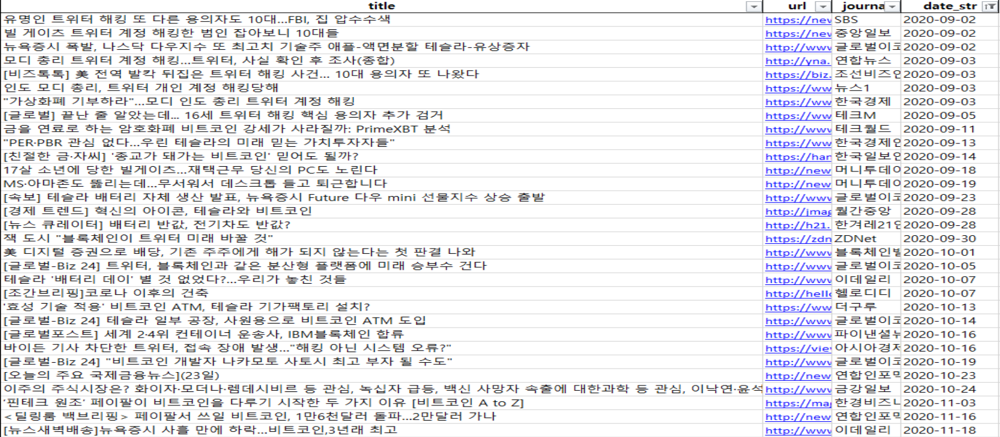 title url journa date_str
유명인 트위터 해킹 또 다른 용의자도 10대...FBI, 집 압수수색 https://nev SBS 2020-09-02
빌 게이츠 트위터 계정 해킹한 범인 잡아보니 10대들 https://nev 중앙일보 2020-09-02
뉴욕증시 폭발, 나스닥 다우지수 또 최고치 기술주 애플-액면분할 테슬라-유상증자 http://www 글로벌이코 2020-09-02
모디 총리 트위터 계정 해킹...트위터, 사실 확인 후 조사(종합) http://yna. 연합뉴스 2020-09-03
[비즈톡톡] 美 전역 발칵 뒤집은 트위터 해킹 사건... 10대 용의자 또 나왔다 https://biz. 조선비즈 2020-09-03
인도 모디 총리, 트위터 개인 계정 해킹당해 https://ww 뉴스1 2020-09-03
"가상화폐 기부하라"...모디 인도 총리 트위터 계정 해킹 https://ww 한국경제 2020-09-03
[글로벌] 끝난 줄 알았는데... 16세 트위터 해킹 핵심 용의자 추가 검거 https://ww 테크M 2020-09-05
금을 연료로 하는 암호화폐 비트코인 강세가 사라질까: PrimeXBT 분석 http://www 테크월드 2020-09-11
"PER·PBR 관심 없다...우린 테슬라의 미래 믿는 가치투자자들" https://ww 한국경제 2020-09-13
[친절한 금·자씨] '종교가 돼가는 비트코인' 믿어도 될까? https://har 한국일보 2020-09-14
17살 소년에 당한 빌게이츠...재택근무 당신의 PC도 노린다 http://new 머니투데이 2020-09-18
MS·아마존도 뚫리는데...무서워서 데스크톱 들고 퇴근합니다 http://new 머니투데이 2020-09-19
[속보] 테슬라 배터리 자체 생산 발표, 뉴욕증시 Future 다우 mini 선물지수 상승 출발 http://www 글로벌이코 2020-09-23
[경제 트렌드] 혁신의 아이콘, 테슬라와 비트코인 http://jmag 월간중앙 2020-09-28
[뉴스 큐레이터] 배터리 반값, 전기차도 반값? http://h21. 한겨레21 2020-09-28
잭 도시 "블록체인이 트위터 미래 바꿀 것" https://zdn ZDNet 2020-09-30
美 디지털 증권으로 배당, 기존 주주에게 해가 되지 않는다는 첫 판결 나와 http://www 블록체인밸 2020-10-01
[글로벌-Biz 24] 트위터, 블록체인과 같은 분산형 플랫폼에 미래 승부수 건다 http://www 글로벌이코 2020-10-05
테슬라 '배터리 데이' 별 것 없었다?...우리가 놓친 것들 http://www 이데일리 2020-10-07
[조간브리핑]코로나 이후의 건축 http://hello 헬로디디 2020-10-07
'효성 기술 적용' 비트코인 ATM, 테슬라 기가팩토리 설치? https://ww 더구루 2020-10-13
[글로벌-Biz 24] 테슬라 일부 공장, 사원용으로 비트코인 ATM 도입 http://www 글로벌이코 2020-10-14
[글로벌포스트] 세계 2·4위 컨테이너 운송사, IBM블록체인 합류 http://www 파이낸셜뉴 2020-10-16
바이든 기사 차단한 트위터, 접속 장애 발생..."해킹 아닌 시스템 오류?" https://viev 아시아경제 2020-10-16
[글로벌-Biz 24] "비트코인 개발자 나카모토 사토시 최고 부자 될 수도" http://www 글로벌이코 2020-10-19
[오늘의 주요 국제금융뉴스](23일) http://new 연합인포맥 2020-10-23
이주의 주식시장은? 화이자·모더나·렘데시비르 등 관심, 녹십자 급등, 백신 사망자 속출에 대한과학 등 관심, 이낙연·윤석 http://www 금강일보 2020-10-24
'핀테크 원조' 페이팔이 비트코인을 다루기 시작한 두 가지 이유 [비트코인 A to Z] https://mag 한경비즈니 2020-11-03
<딜링룸 백브리핑> 페이팔서 쓰일 비트코인, 1만6천달러 돌파...2만달러 가나 http://new 연합인포맥 2020-11-16
[뉴스새벽배송]뉴욕증시 사흘 만에 하락...비트코인,3년래 최고 http://www 이데일리 2020-11-18